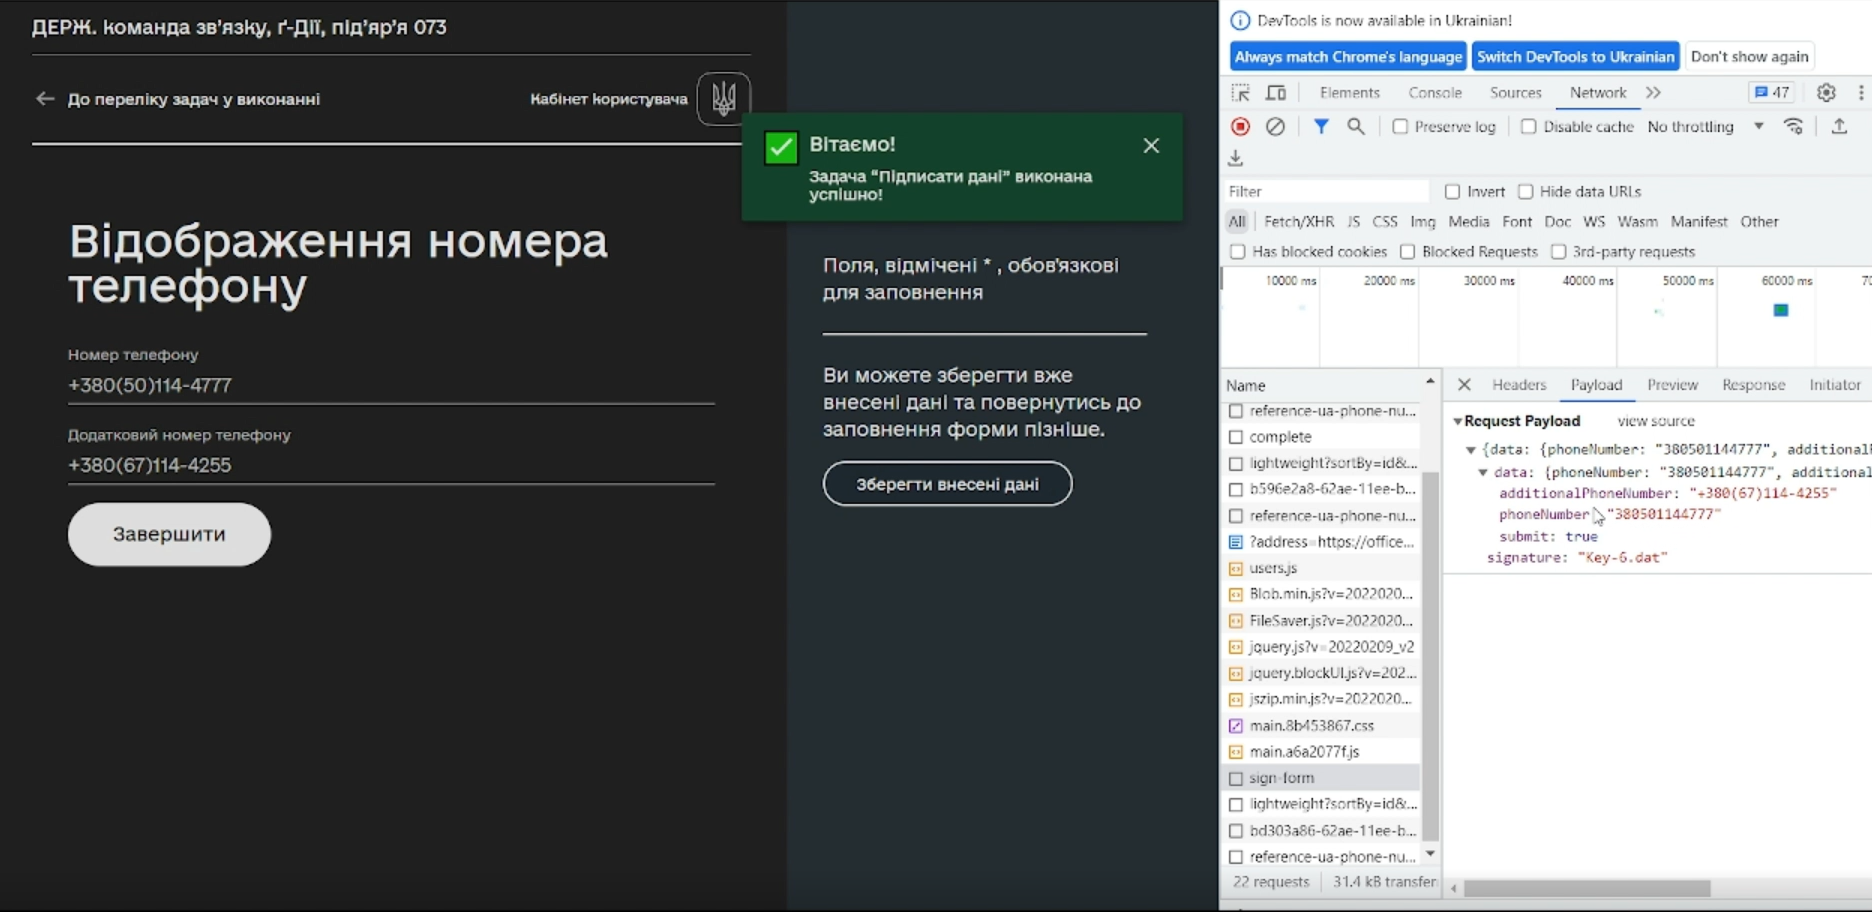 ДЕРЖ. команда зв'язку, ґ-Дії, під'яр'я 073
До переліку задач у виконанні
Кабінет користувача
Вітаємо!
Задача “Підписати дані” виконана
успішно!
Відображення номера
телефону
Номер телефону
+380(50)114-4777
Додатковий номер телефону
+380(67)114-4255
Завершити
Поля, відмічені * , обов'язкові
для заповнення
Ви можете зберегти вже
внесені дані та повернутись до
заповнення форми пізніше.
Зберегти внесені дані
DevTools is now available in Ukrainian!
Always match Chrome's language Switch DevTools to Ukrainian Don't show again
Elements Console Sources Network 47
Preserve log Disable cache No throttling
Filter Invert Hide data URLs
All Fetch/XHR JS CSS Img Media Font Doc WS Wasm Manifest Other
Has blocked cookies Blocked Requests 3rd-party requests
10000 ms 20000 ms 30000 ms 40000 ms 50000 ms 60000 ms 70
Name
reference-ua-phone-nu...
complete
lightweight?sortBy=id&...
b596e2a8-62ae-11ee-b...
reference-ua-phone-nu...
?address=https://office...
users.js
Blob.min.js?v=2022020...
FileSaver.js?v=2022020...
jquery.js?v=20220209_v2
jquery.blockUI.js?v=202...
jszip.min.js?v=2022020...
main.8b453867.css
main.a6a2077f.js
sign-form
lightweight?sortBy=id&...
bd303a86-62ae-11ee-b...
reference-ua-phone-nu...
22 requests 31.4 kB transfer
Headers Payload Preview Response Initiator
Request Payload view source
{data: {phoneNumber: "380501144777", additional
data: {phoneNumber: "380501144777", additional
additionalPhoneNumber: "+380(67)114-4255"
phoneNumber "380501144777"
submit: true
signature: "Key-6.dat"